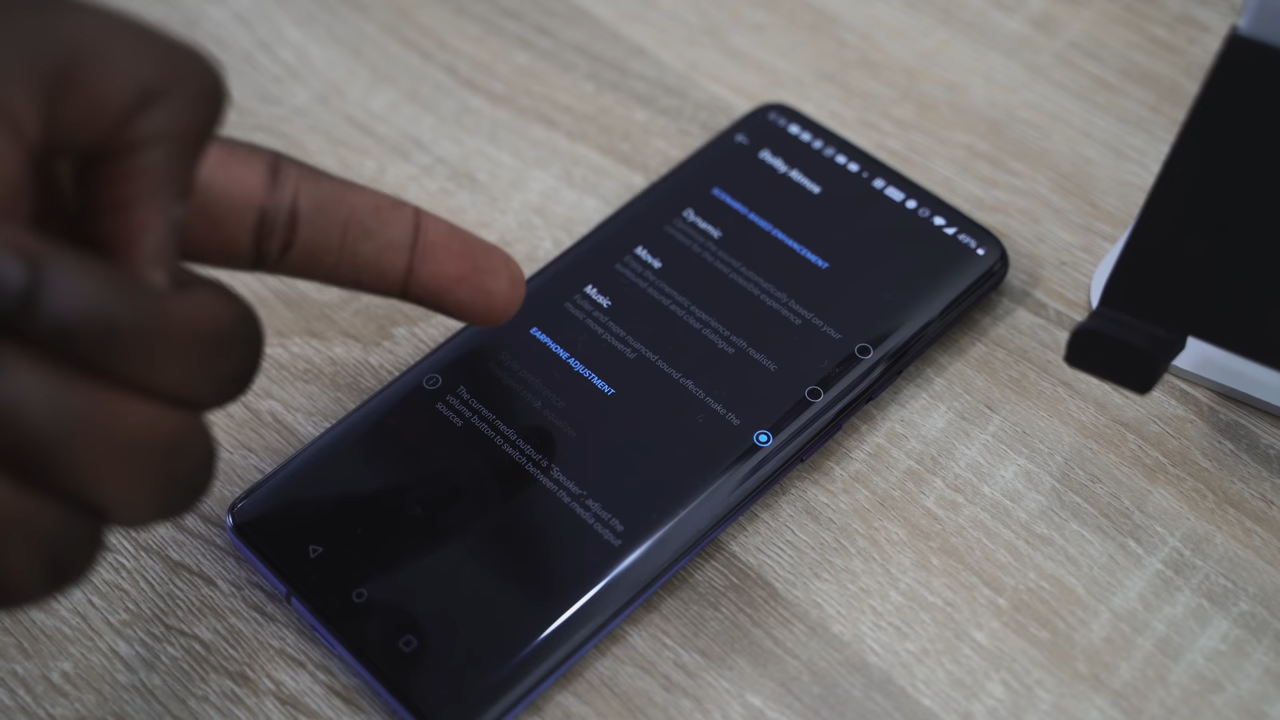 49%
Dolby Atmos
SCENARIO-BASED ENHANCEMENT
Dynamic
the sound automatically based on your
content for the best possible experience
Movie
Enjoy the cinematic experience with realistic
surround sound and clear dialogue
Music
Fuller and more nuanced sound effects make the
music more powerful
EARPHONE ADJUSTMENT
Style preference
The current media output is "Speaker", adjust the
volume button to switch between the media output
sources